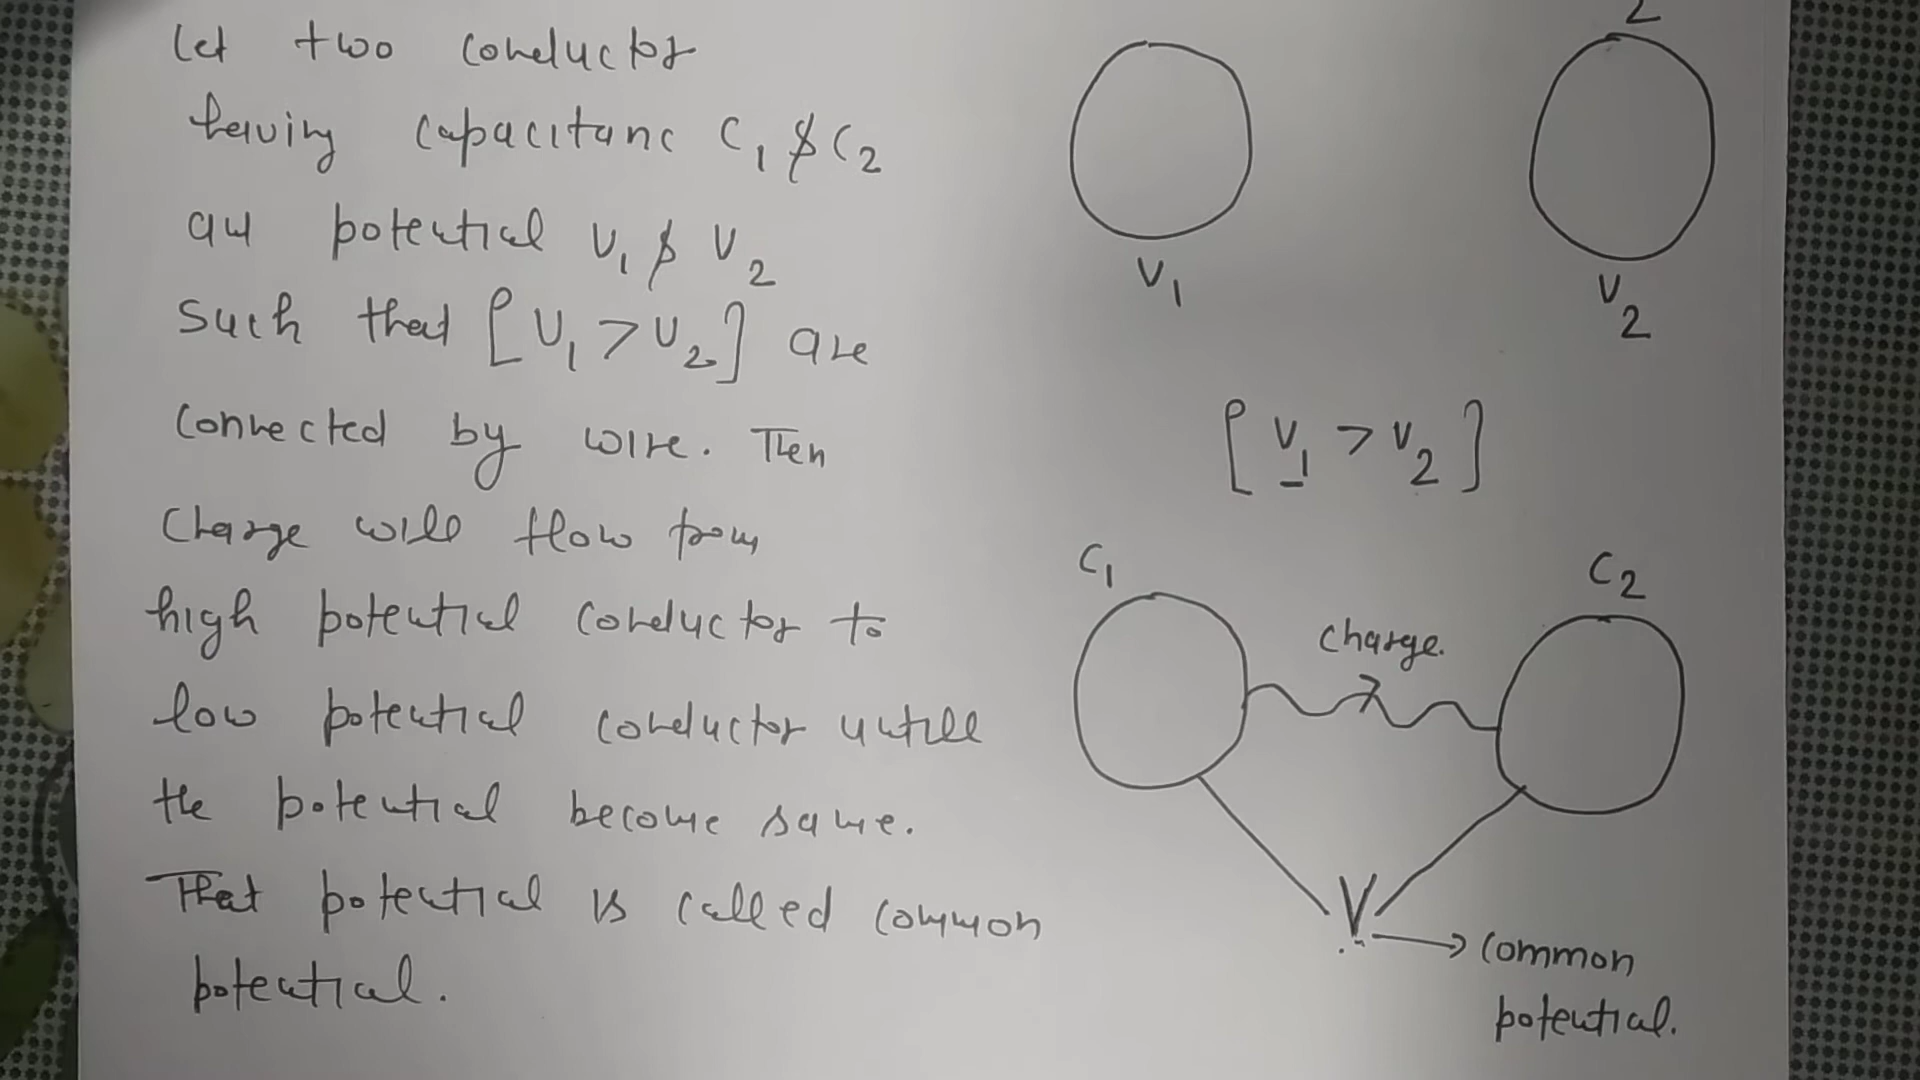 Let two conductor
having capacitanc C1 & C2
and potential V1 & V2
Such that [V1 > V2] are
Connected by wire. Then
Charge will flow from
high potential conductor to
low potential conductor untill
the potential become same.
That potential is called common
potential.
2
V1
V2
[V1 > V2]
C1
C2
charge.
V
→ Common
potential.